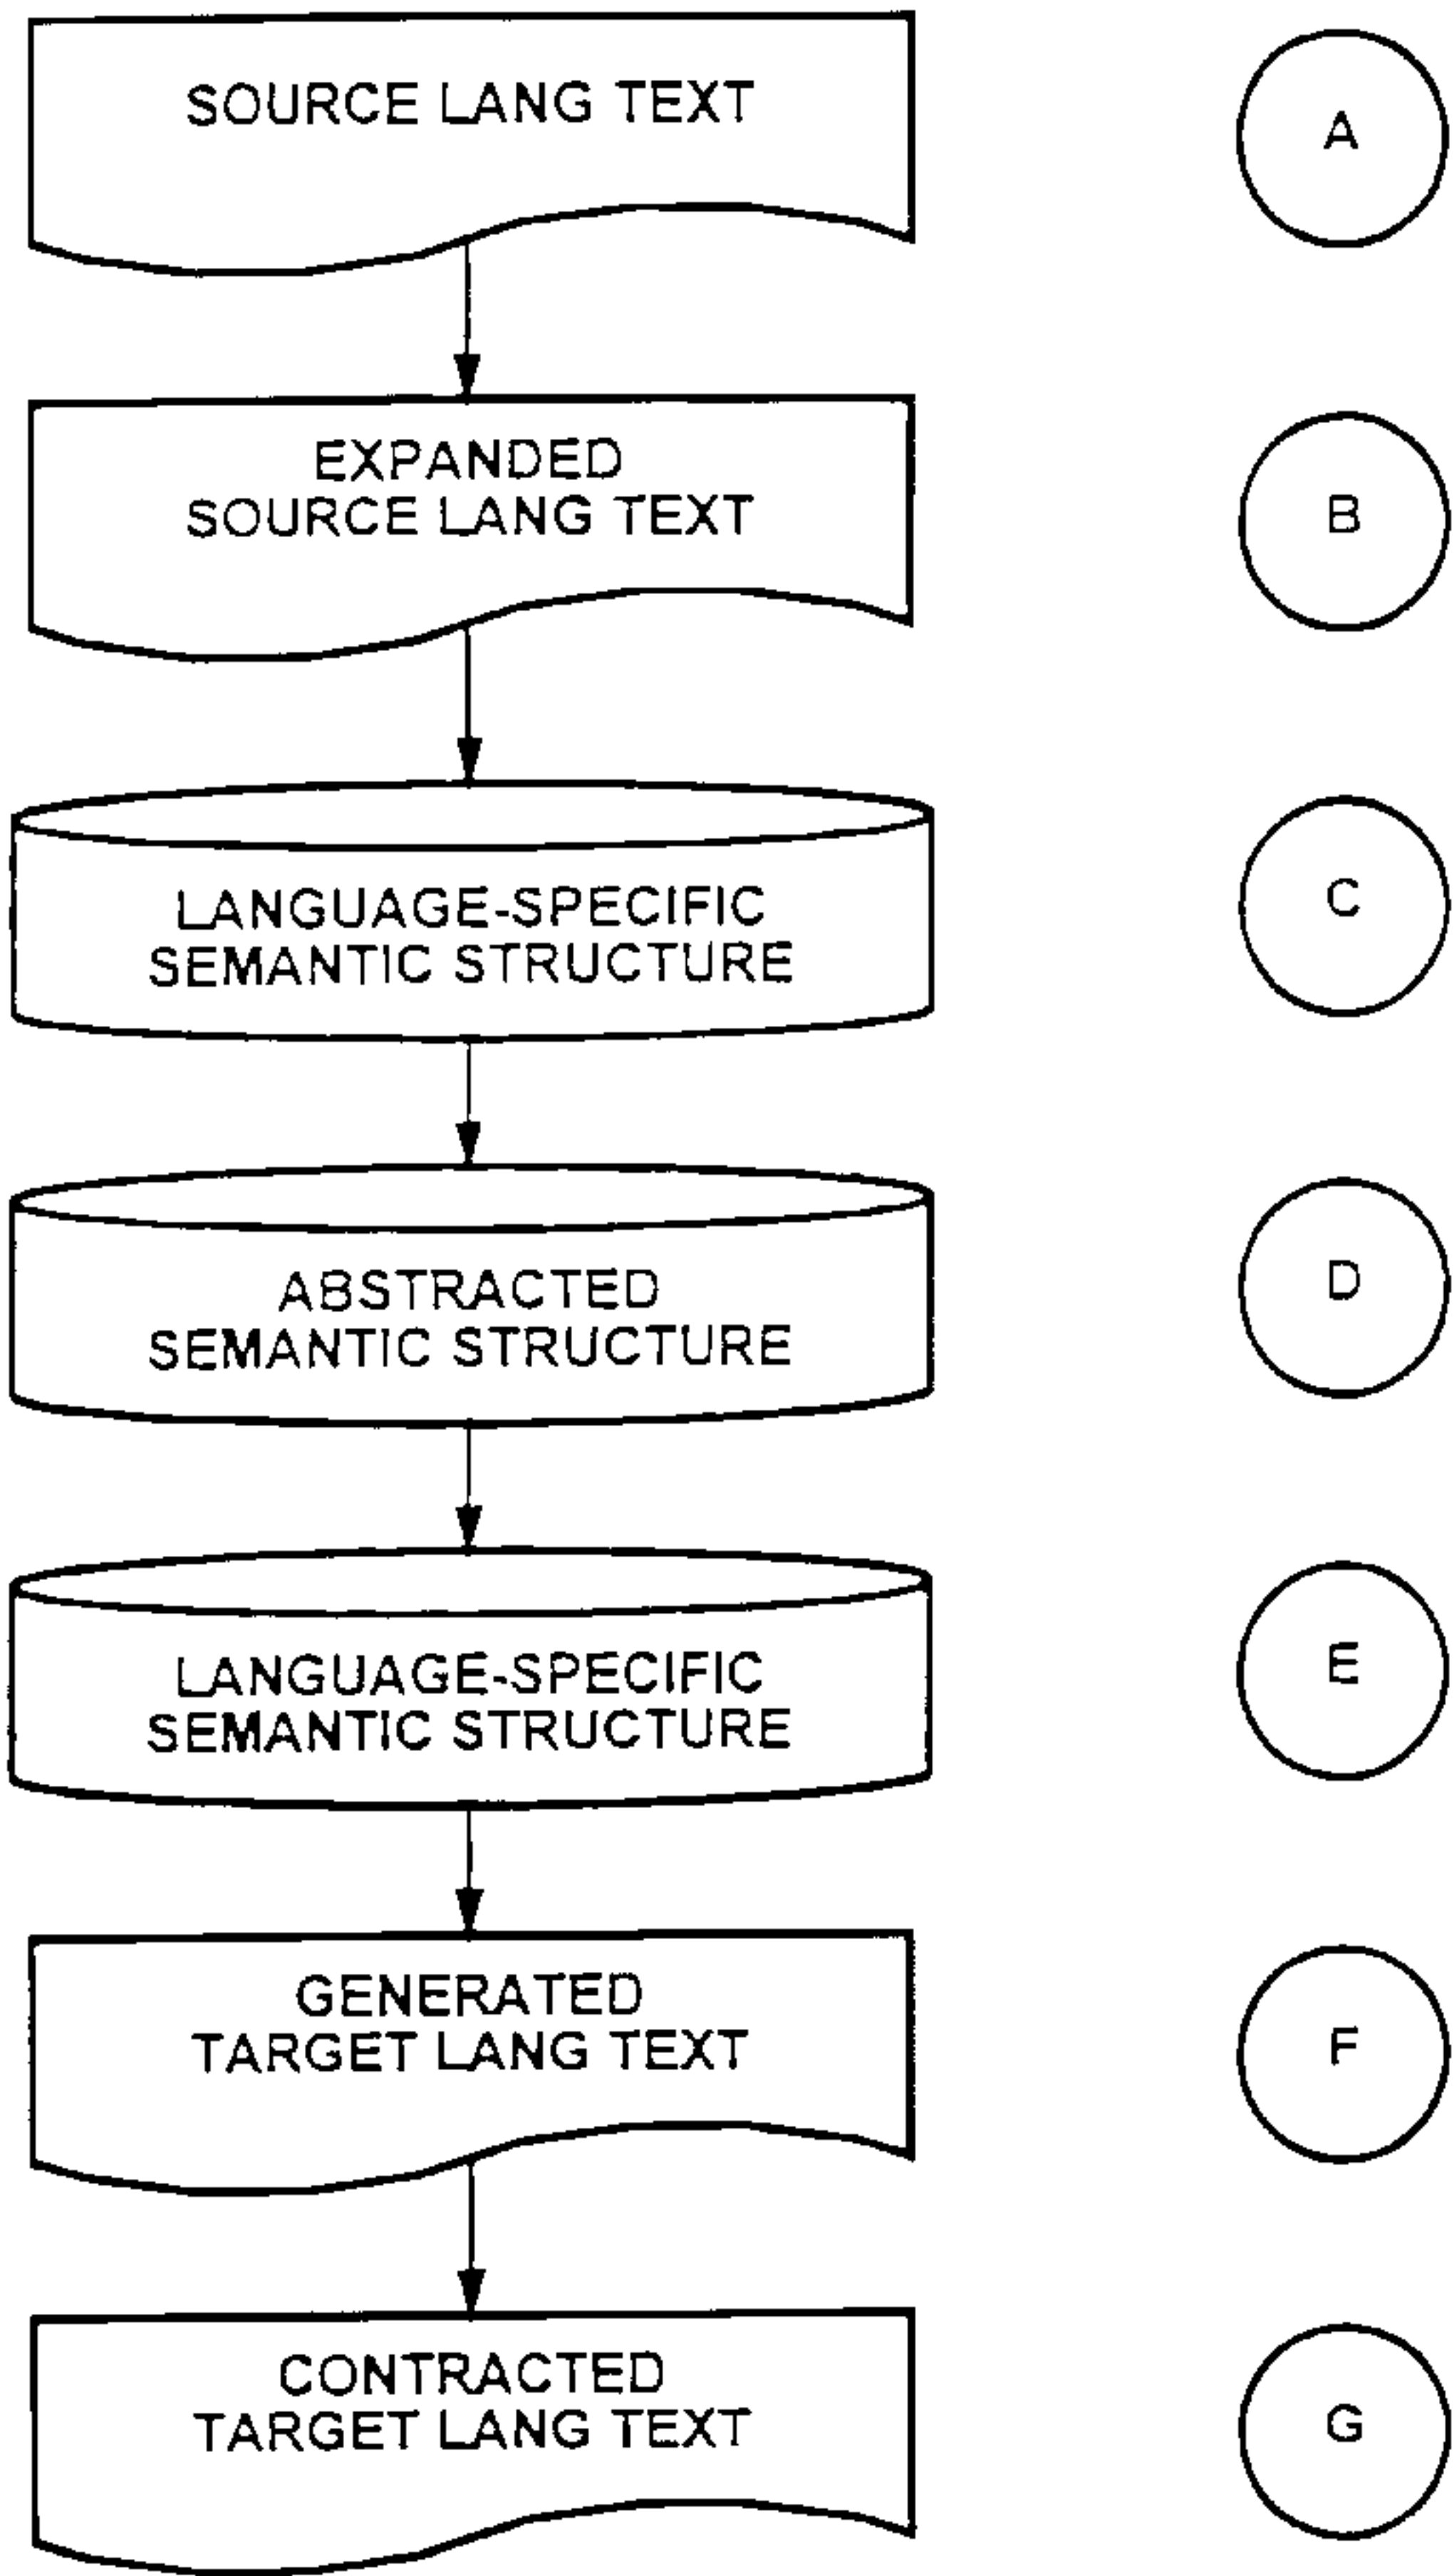 SOURCE LANG TEXT
A
EXPANDED
SOURCE LANG TEXT
B
LANGUAGE-SPECIFIC
SEMANTIC STRUCTURE
C
ABSTRACTED
SEMANTIC STRUCTURE
D
LANGUAGE-SPECIFIC
SEMANTIC STRUCTURE
E
GENERATED
TARGET LANG TEXT
F
CONTRACTED
TARGET LANG TEXT
G